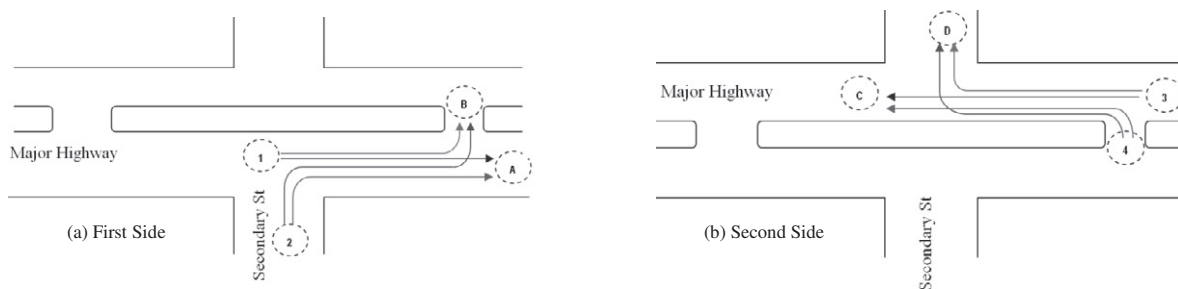 B
Major Highway
1
A
Secondary St
2
(a) First Side
D
Major Highway
C
3
4
Secondary St
(b) Second Side